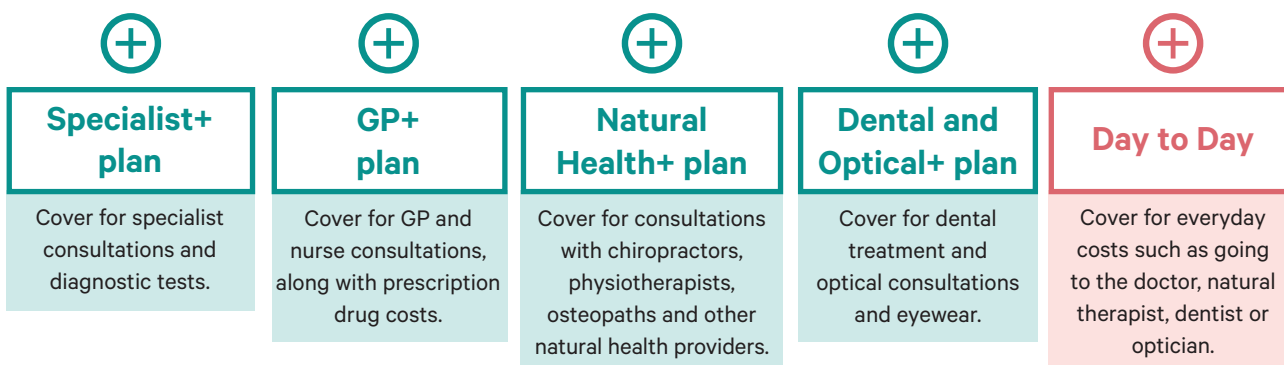 Specialist+
plan
Cover for specialist
consultations and
diagnostic tests.
GP+
plan
Cover for GP and
nurse consultations,
along with prescription
drug costs.
Natural
Health+ plan
Cover for consultations
with chiropractors,
physiotherapists,
osteopaths and other
natural health providers.
Dental and
Optical+ plan
Cover for dental
treatment and
optical consultations
and eyewear.
Day to Day
Cover for everyday
costs such as going
to the doctor, natural
therapist, dentist or
optician.